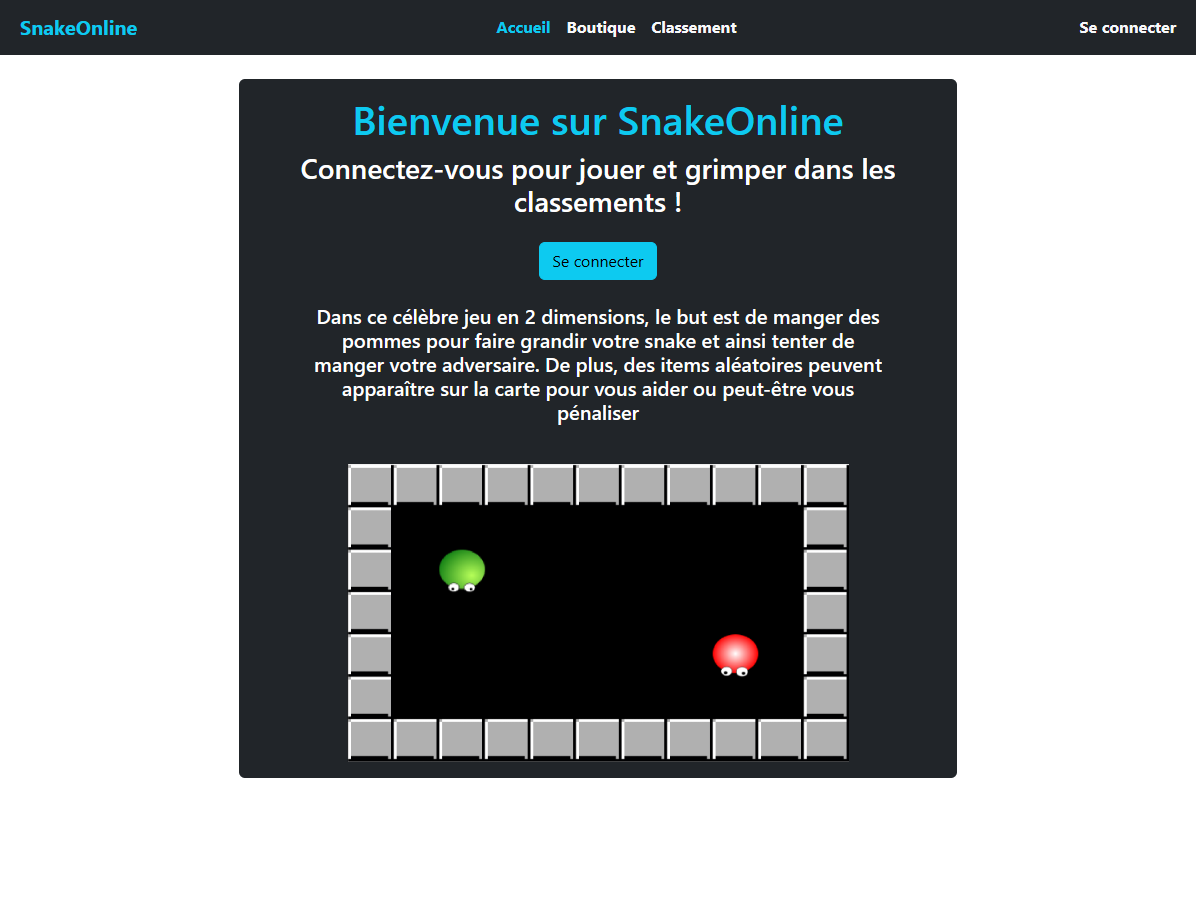 SnakeOnline
Accueil Boutique Classement
Se connecter
Bienvenue sur SnakeOnline
Connectez-vous pour jouer et grimper dans les
classements !
Se connecter
Dans ce célèbre jeu en 2 dimensions, le but est de manger des
pommes pour faire grandir votre snake et ainsi tenter de
manger votre adversaire. De plus, des items aléatoires peuvent
apparaître sur la carte pour vous aider ou peut-être vous
pénaliser